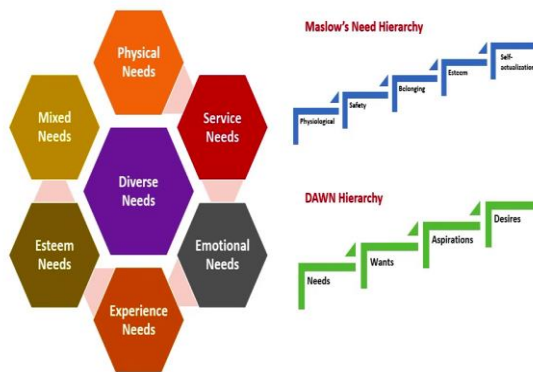 Physical
Needs
Mixed
Needs
Service
Needs
Diverse
Needs
Esteem
Needs
Emotional
Needs
Experience
Needs
Maslow's Need Hierarchy
Physiological
Safety
Belonging
Esteem
Self-
actualization
DAWN Hierarchy
Needs
Wants
Aspirations
Desires